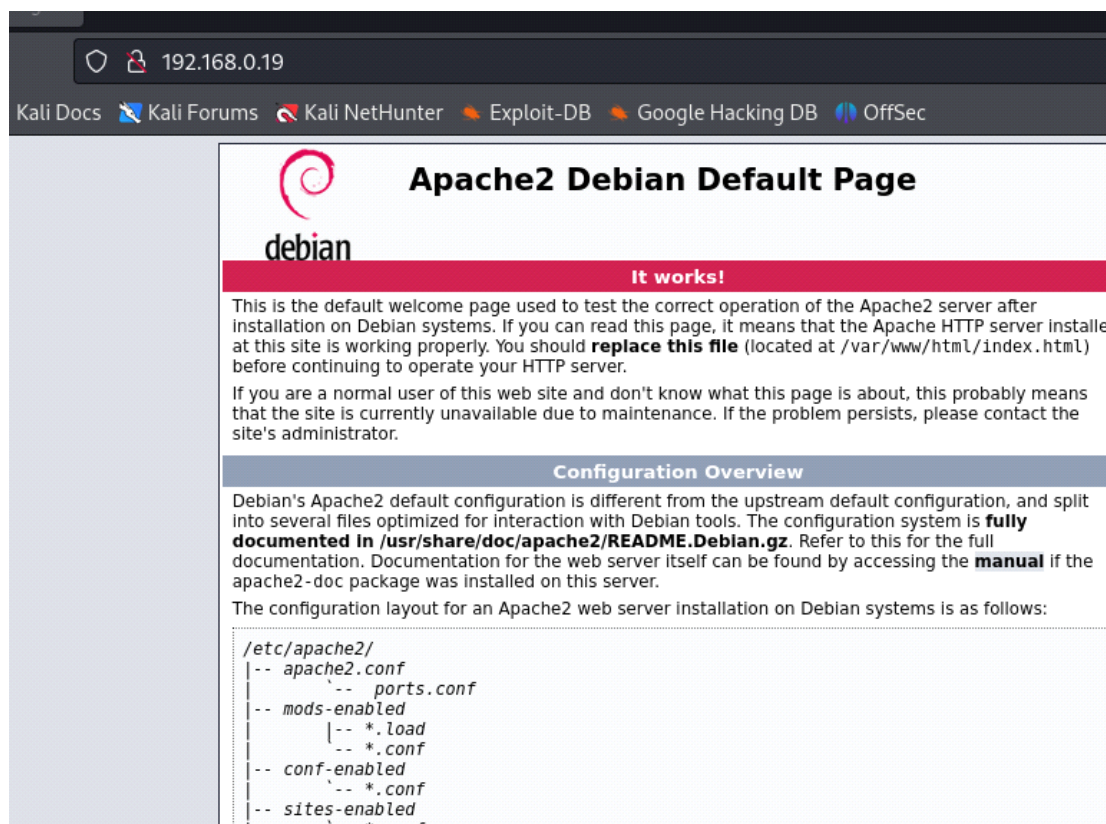 192.168.0.19
Kali Docs Kali Forums Kali NetHunter Exploit-DB Google Hacking DB OffSec
debian
Apache2 Debian Default Page
It works!
This is the default welcome page used to test the correct operation of the Apache2 server after
installation on Debian systems. If you can read this page, it means that the Apache HTTP server installe
at this site is working properly. You should replace this file (located at /var/www/html/index.html)
before continuing to operate your HTTP server.
If you are a normal user of this web site and don't know what this page is about, this probably means
that the site is currently unavailable due to maintenance. If the problem persists, please contact the
site's administrator.
Configuration Overview
Debian's Apache2 default configuration is different from the upstream default configuration, and split
into several files optimized for interaction with Debian tools. The configuration system is fully
documented in /usr/share/doc/apache2/README.Debian.gz. Refer to this for the full
documentation. Documentation for the web server itself can be found by accessing the manual if the
apache2-doc package was installed on this server.
The configuration layout for an Apache2 web server installation on Debian systems is as follows:
/etc/apache2/
|-- apache2.conf
|       `--  ports.conf
|-- mods-enabled
|       |-- *.load
|       `-- *.conf
|-- conf-enabled
|       `-- *.conf
|-- sites-enabled